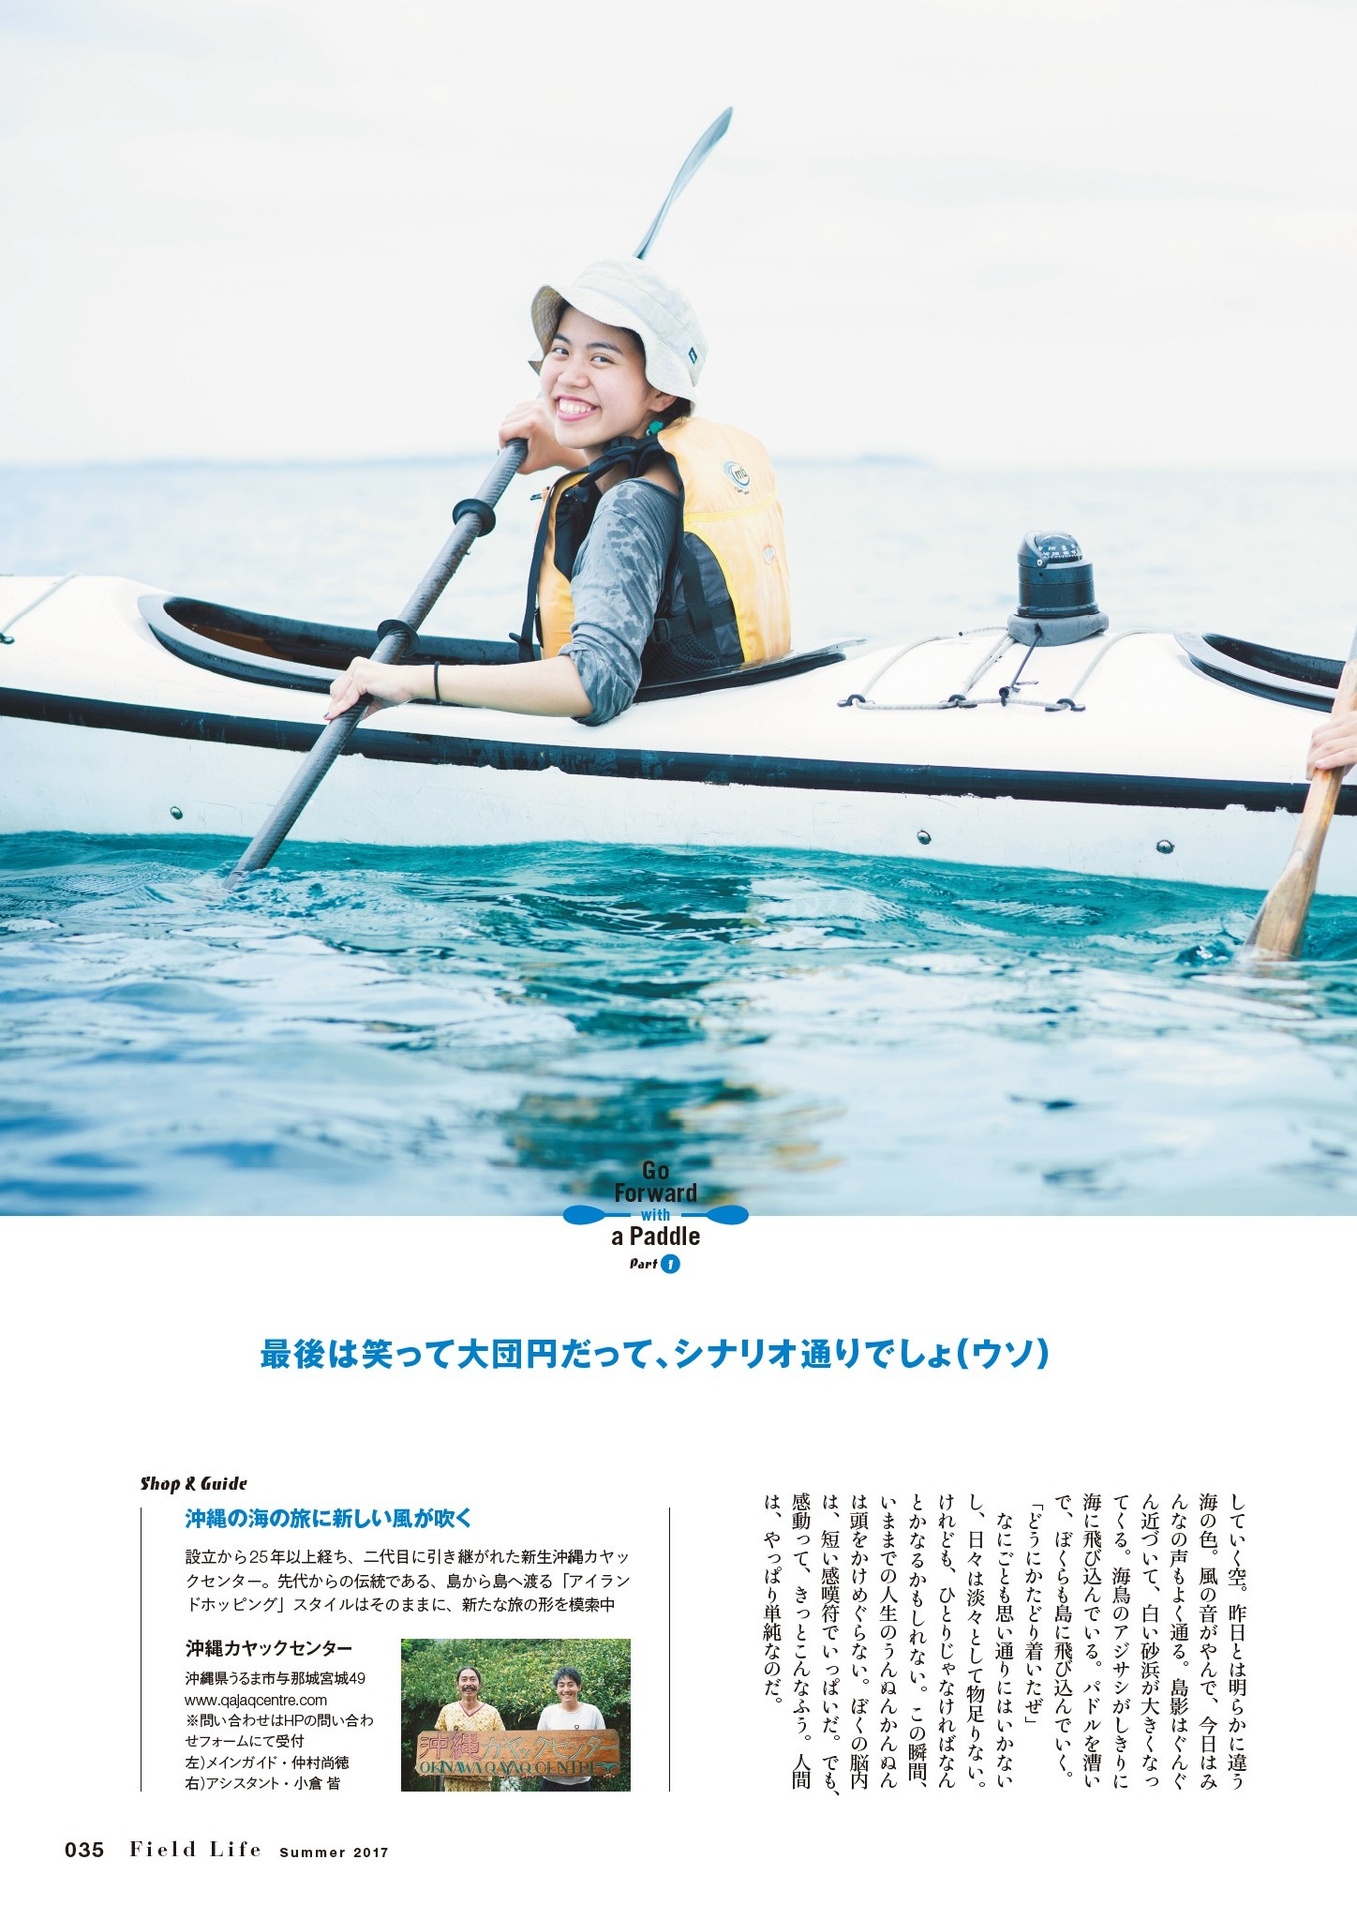 Go
Forward
with
a Paddle
Part 1
最後は笑って大団円だって、シナリオ通りでしょ(ウソ)
していく空。昨日とは明らかに違う
海の色。風の音がやんで、今日はみ
んなの声もよく通る。島影はぐんぐ
ん近づいて、白い砂浜が大きくなっ
てくる。海鳥のアジサシがしきりに
海に飛び込んでいる。パドルを漕い
で、ぼくらも島に飛び込んでいく。
「どうにかたどり着いたぜ」
なにごとも思い通りにはいかない
し、日々は淡々として物足りない。
けれども、ひとりじゃなければなん
とかなるかもしれない。この瞬間、
いままでの人生のうんぬんかんぬん
は頭をかけめぐらない。ぼくの脳内
は、短い感嘆符でいっぱいだ。でも、
感動って、きっとこんなふう。人間
は、やっぱり単純なのだ。
Shop & Guide
沖縄の海の旅に新しい風が吹く
設立から25年以上経ち、二代目に引き継がれた新生沖縄カヤッ
クセンター。先代からの伝統である、島から島へ渡る「アイラン
ドホッピング」スタイルはそのままに、新たな旅の形を模索中
沖縄カヤックセンター
沖縄県うるま市与那城宮城49
www.qajaqcentre.com
※問い合わせはHPの問い合わ
せフォームにて受付
左)メインガイド・仲村尚徳
右)アシスタント・小倉 皆
沖縄カヤックセンター
OKINAWA QAJAQ CENTRE
035 Field Life Summer 2017